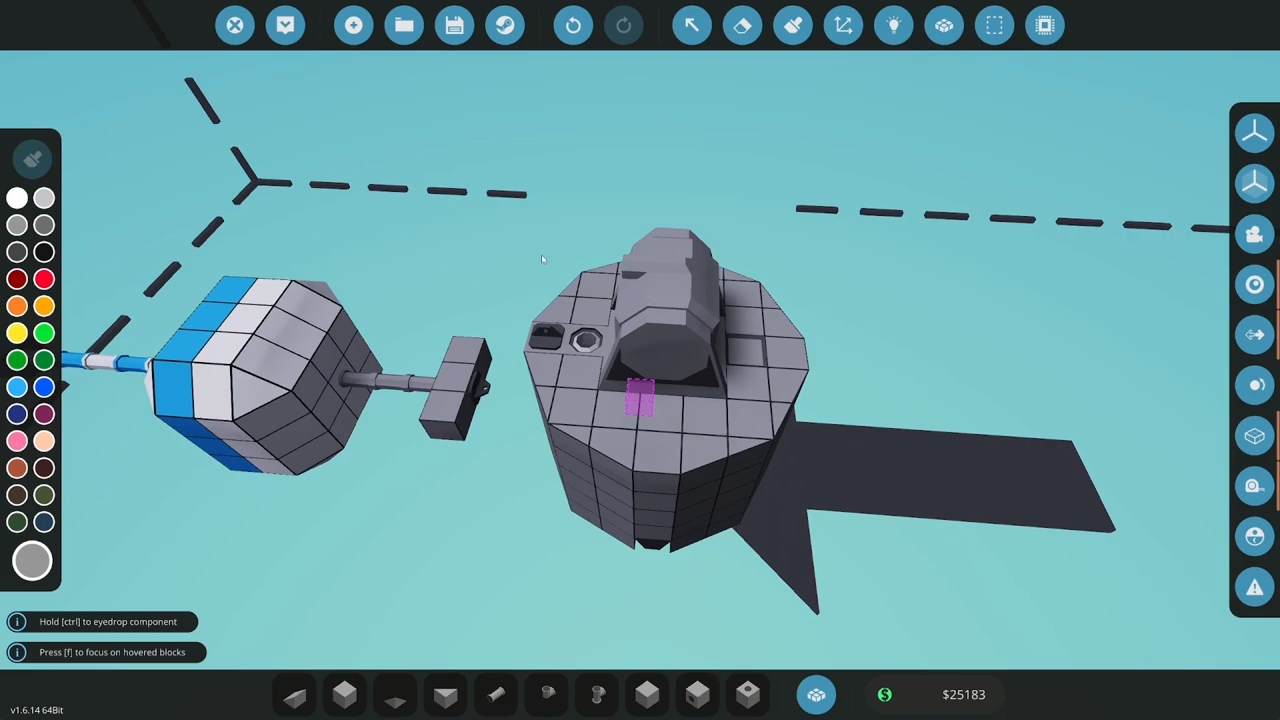 Hold [ctrl] to eyedrop component
Press [f] to focus on hovered blocks
v1.6.14 64Bit
$ $25183